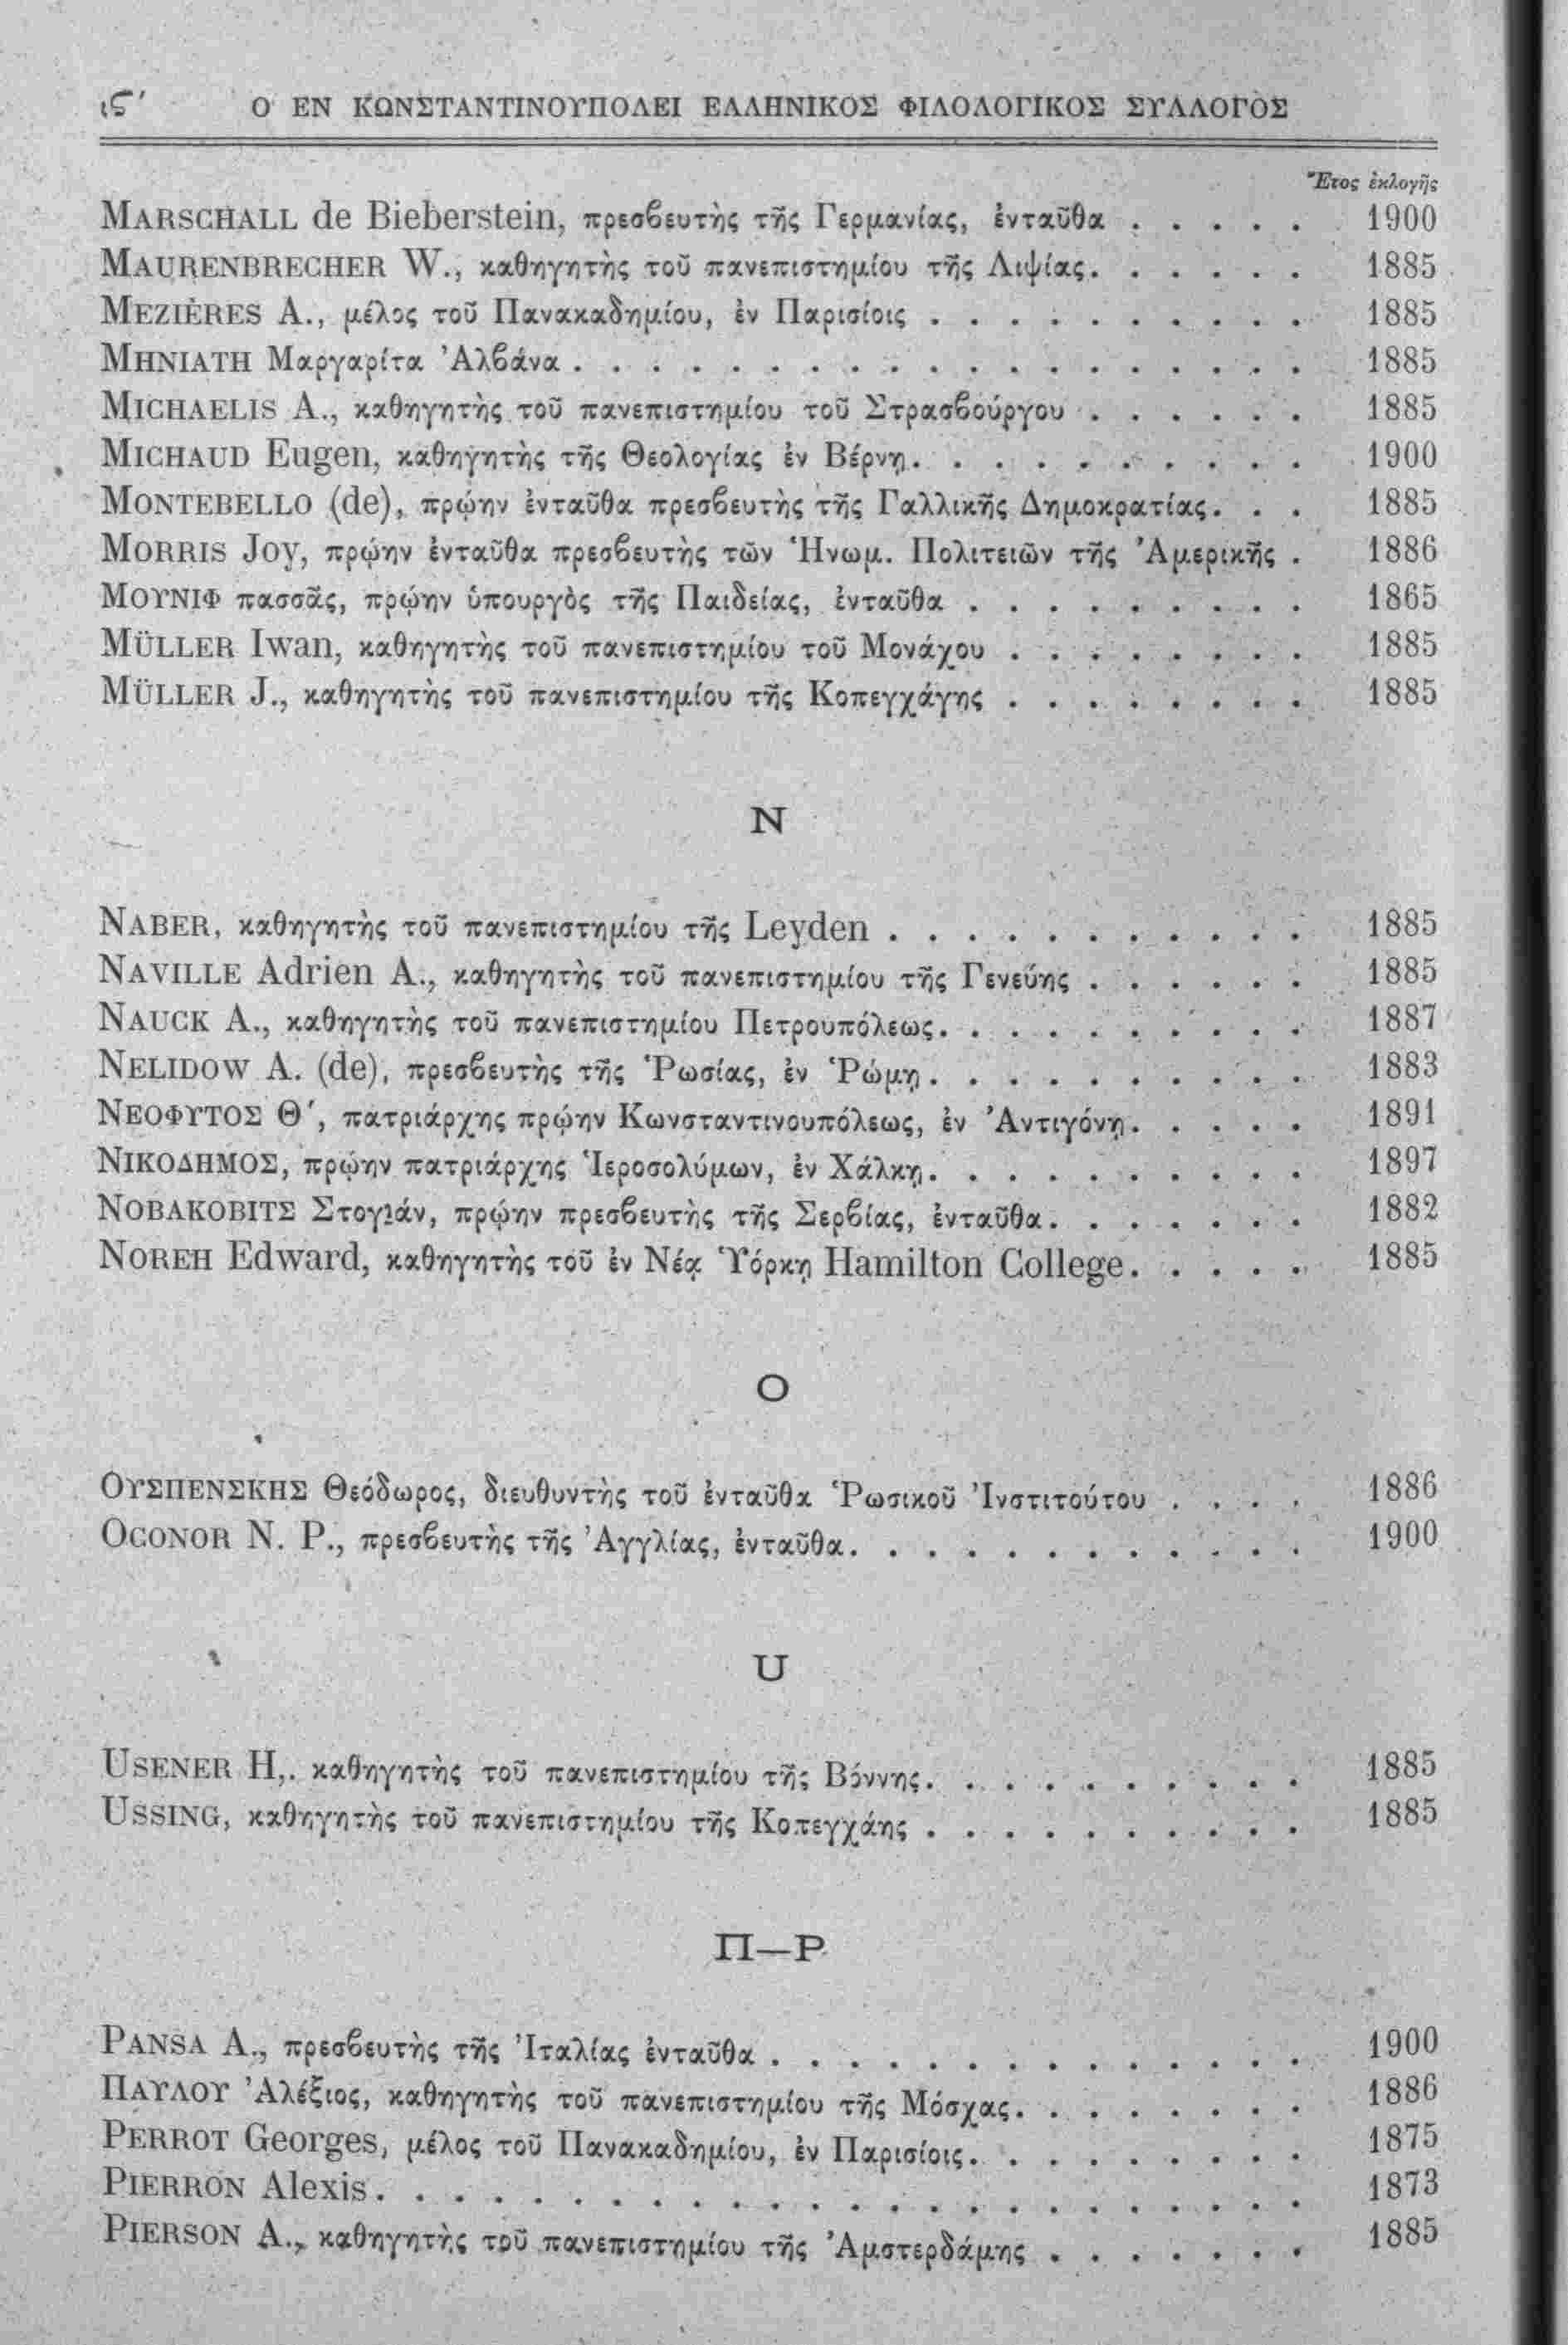 ιϚ′ Ο ΕΝ ΚΩΝΣΤΑΝΤΙΝΟΥΠΟΛΕΙ ΕΛΛΗΝΙΚΟΣ ΦΙΛΟΛΟΓΙΚΟΣ ΣΥΛΛΟΓΟΣ
Ἔτος ἐκλογῆς
MARSCHALL de Bieberstein, πρεσϐευτὴς τῆς Γερμανίας, ἐνταῦθα . . . . . 1900
MAURENBRECHER W., καθηγητὴς τοῦ πανεπιστημίου τῆς Λιψίας. . . . . . 1885
MEZIÈRES A., μέλος τοῦ Πανακαδημίου, ἐν Παρισίοις . . . . . . . . . . 1885
ΜΗΝΙΑΤΗ Μαργαρίτα Ἀλϐάνα . . . . . . . . . . . . . . . . . . . 1885
MICHAELIS A., καθηγητὴς τοῦ πανεπιστημίου τοῦ Στρασϐούργου . . . . . . 1885
MICHAUD Eugen, καθηγητὴς τῆς Θεολογίας ἐν Βέρνῃ. . . . . . . . . . 1900
MONTEBELLO (de), πρῴην ἐνταῦθα πρεσϐευτὴς τῆς Γαλλικῆς Δημοκρατίας. . . 1885
MORRIS Joy, πρῴην ἐνταῦθα πρεσϐευτὴς τῶν Ἡνωμ. Πολιτειῶν τῆς Ἀμερικῆς . 1886
ΜΟΥΝΙΦ πασσᾶς, πρῴην ὑπουργὸς τῆς Παιδείας, ἐνταῦθα . . . . . . . . . 1865
MÜLLER Iwan, καθηγητὴς τοῦ πανεπιστημίου τοῦ Μονάχου . . . . . . . . 1885
MÜLLER J., καθηγητὴς τοῦ πανεπιστημίου τῆς Κοπεγχάγης . . . . . . . . 1885
N
NABER, καθηγητὴς τοῦ πανεπιστημίου τῆς Leyden . . . . . . . . . . . 1885
NAVILLE Adrien A., καθηγητὴς τοῦ πανεπιστημίου τῆς Γενεύης . . . . . . 1885
NAUCK A., καθηγητὴς τοῦ πανεπιστημίου Πετρουπόλεως. . . . . . . . . . 1887
NELIDOW A. (de), πρεσϐευτὴς τῆς Ῥωσίας, ἐν Ῥώμῃ. . . . . . . . . . 1883
ΝΕΟΦΥΤΟΣ Θ′, πατριάρχης πρῴην Κωνσταντινουπόλεως, ἐν Ἀντιγόνῃ. . . . . 1891
ΝΙΚΟΔΗΜΟΣ, πρῴην πατριάρχης Ἱεροσολύμων, ἐν Χάλκῃ. . . . . . . . . . 1897
ΝΟΒΑΚΟΒΙΤΣ Στογιάν, πρῴην πρεσϐευτὴς τῆς Σερϐίας, ἐνταῦθα. . . . . . . 1882
NOREH Edward, καθηγητὴς τοῦ ἐν Νέᾳ Ὑόρκῃ Hamilton College. . . . . 1885
O
ΟΥΣΠΕΝΣΚΗΣ Θεόδωρος, διευθυντὴς τοῦ ἐνταῦθα Ῥωσικοῦ Ἰνστιτούτου . . . . 1886
OCONOR N. P., πρεσϐευτὴς τῆς Ἀγγλίας, ἐνταῦθα. . . . . . . . . . . . 1900
U
USENER H,. καθηγητὴς τοῦ πανεπιστημίου τῆς Βόννης. . . . . . . . . . 1885
USSING, καθηγητὴς τοῦ πανεπιστημίου τῆς Κοπεγχάης . . . . . . . . . . 1885
Π—Ρ
PANSA A., πρεσϐευτὴς τῆς Ἰταλίας ἐνταῦθα . . . . . . . . . . . . . . 1900
ΠΑΥΛΟΥ Ἀλέξιος, καθηγητὴς τοῦ πανεπιστημίου τῆς Μόσχας. . . . . . . . 1886
PERROT Georges, μέλος τοῦ Πανακαδημίου, ἐν Παρισίοις. . . . . . . . . 1875
PIERRON Alexis. . . . . . . . . . . . . . . . . . . . . . . . 1873
PIERSON A., καθηγητὴς τοῦ πανεπιστημίου τῆς Ἀμστερδάμης . . . . . . . 1885